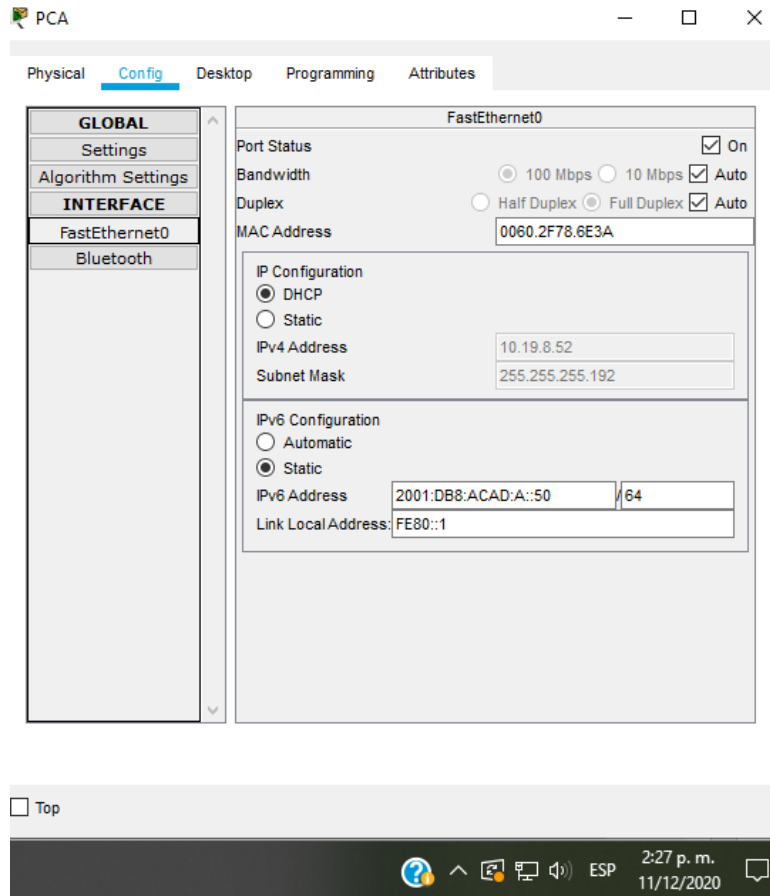 PCA
Physical Config Desktop Programming Attributes
GLOBAL
Settings
Algorithm Settings
INTERFACE
FastEthernet0
Bluetooth
FastEthernet0
Port Status On
Bandwidth 100 Mbps 10 Mbps Auto
Duplex Half Duplex Full Duplex Auto
MAC Address 0060.2F78.6E3A
IP Configuration
DHCP
Static
IPv4 Address 10.19.8.52
Subnet Mask 255.255.255.192
IPv6 Configuration
Automatic
Static
IPv6 Address 2001:DB8:ACAD:A::50 / 64
Link Local Address: FE80::1
Top
ESP 2:27 p. m.
11/12/2020